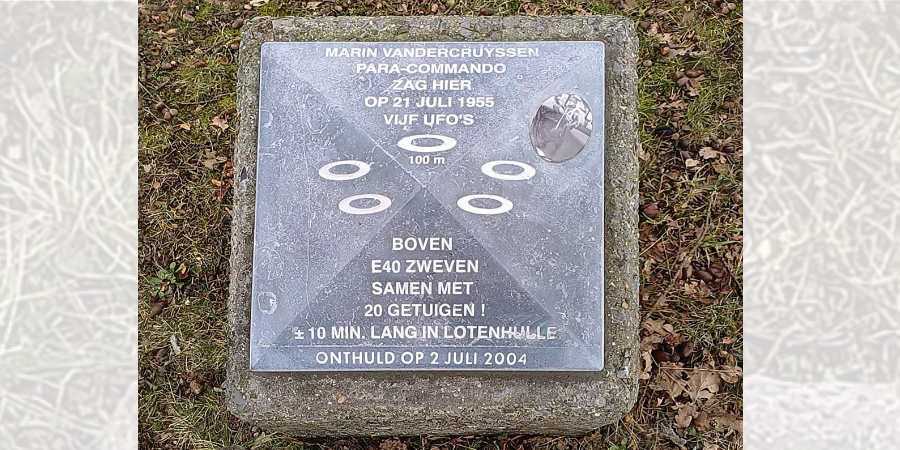 MARIN VANDERCRUYSSEN
PARA-COMMANDO
ZAG HIER
OP 21 JULI 1955
VIJF UFO'S
100 m
BOVEN
E40 ZWEVEN
SAMEN MET
20 GETUIGEN !
± 10 MIN. LANG IN LOTENHULLE
ONTHULD OP 2 JULI 2004